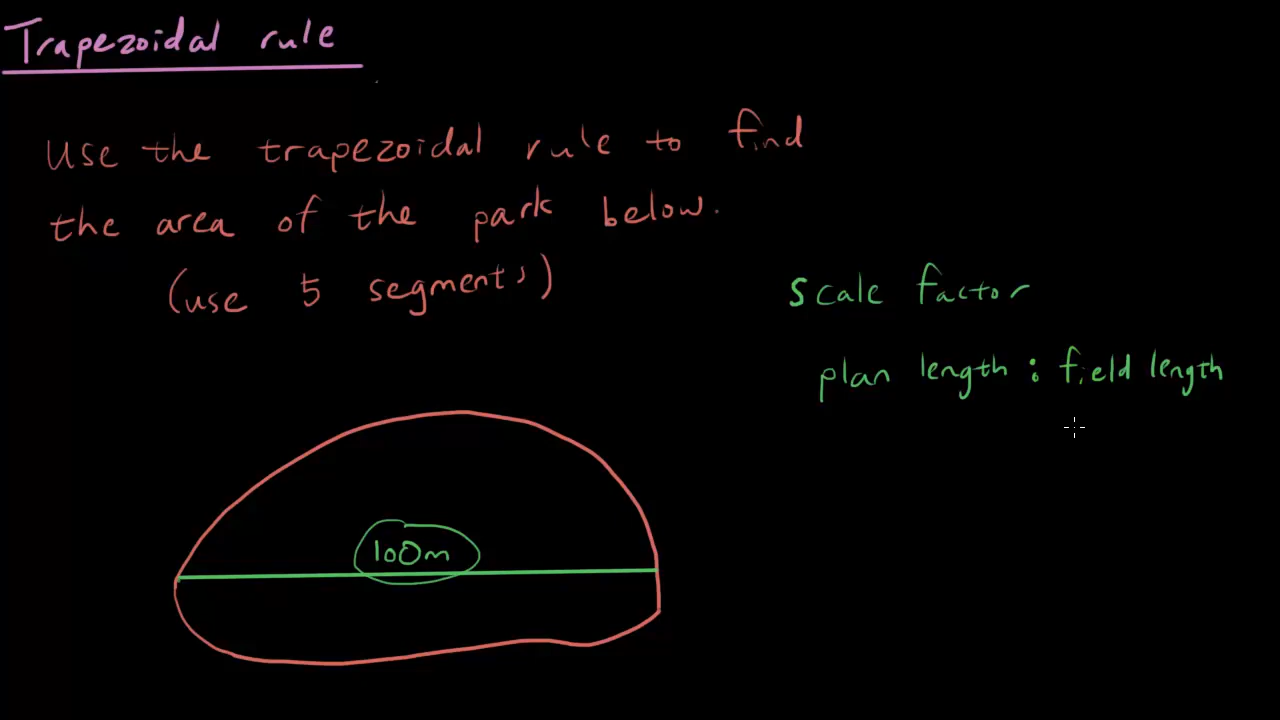 Trapezoidal rule
Use the trapezoidal rule to find
the area of the park below.
(use 5 segments)
Scale factor
plan length : field length
100m